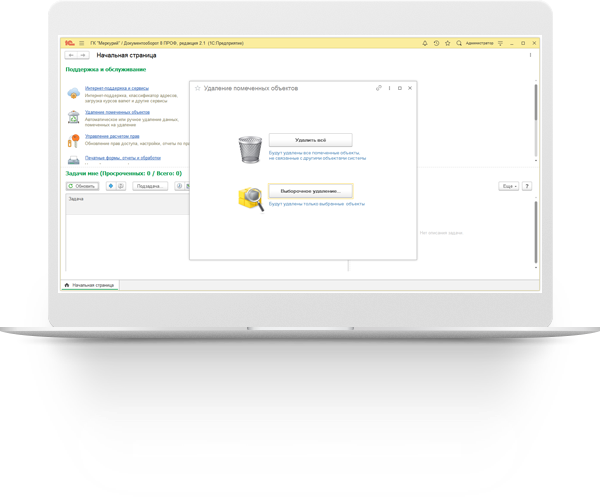 1С ГК "Меркурий" / Документооборот 8 ПРОФ, редакция 2.1 (1С:Предприятие) Администратор
Начальная страница
Поддержка и обслуживание
Интернет-поддержка и сервисы
Интернет-поддержка, классификатор адресов,
загрузка курсов валют и другие сервисы
Удаление помеченных объектов
Автоматическое или ручное удаление данных,
помеченных на удаление
Управление расчетом прав
Обновление прав доступа, настройки, отчеты по пр
Печатные формы, отчеты и обработки
Удаление помеченных объектов
Удалить всё
Будут удалены все помеченные объекты,
не связанные с другими объектами системы
Выборочное удаление...
Будут удалены только выбранные объекты
Задачи мне (Просроченных: 0 / Всего: 0)
Обновить
Подзадача...
Еще
?
Задача
Нет описания задачи
Начальная страница